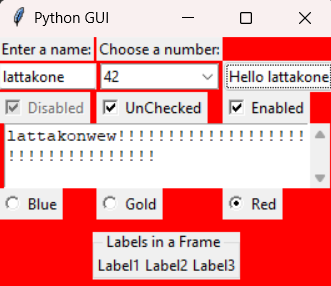 Python GUI
Enter a name: Choose a number:
lattakone 42 Hello lattakone
Disabled UnChecked Enabled
lattakonwew!!!!!!!!!!!!!!!!!!!
!!!!!!!!!!!!!!!
Blue Gold Red
Labels in a Frame
Label1 Label2 Label3